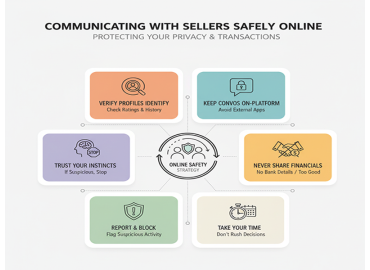 COMMUNICATING WITH SELLERS SAFELY ONLINE
PROTECTING YOUR PRIVACY & TRANSACTIONS
VERIFY PROFILES IDENTIFY
Check Ratings & History
KEEP CONVOS ON-PLATFORM
Avoid External Apps
TRUST YOUR INSTINCTS
If Suspicious, Stop
STOP
ONLINE SAFETY
STRATEGY
NEVER SHARE FINANCIALS
No Bank Details / Too Good
REPORT & BLOCK
Flag Suspicious Activity
TAKE YOUR TIME
Don't Rush Decisions